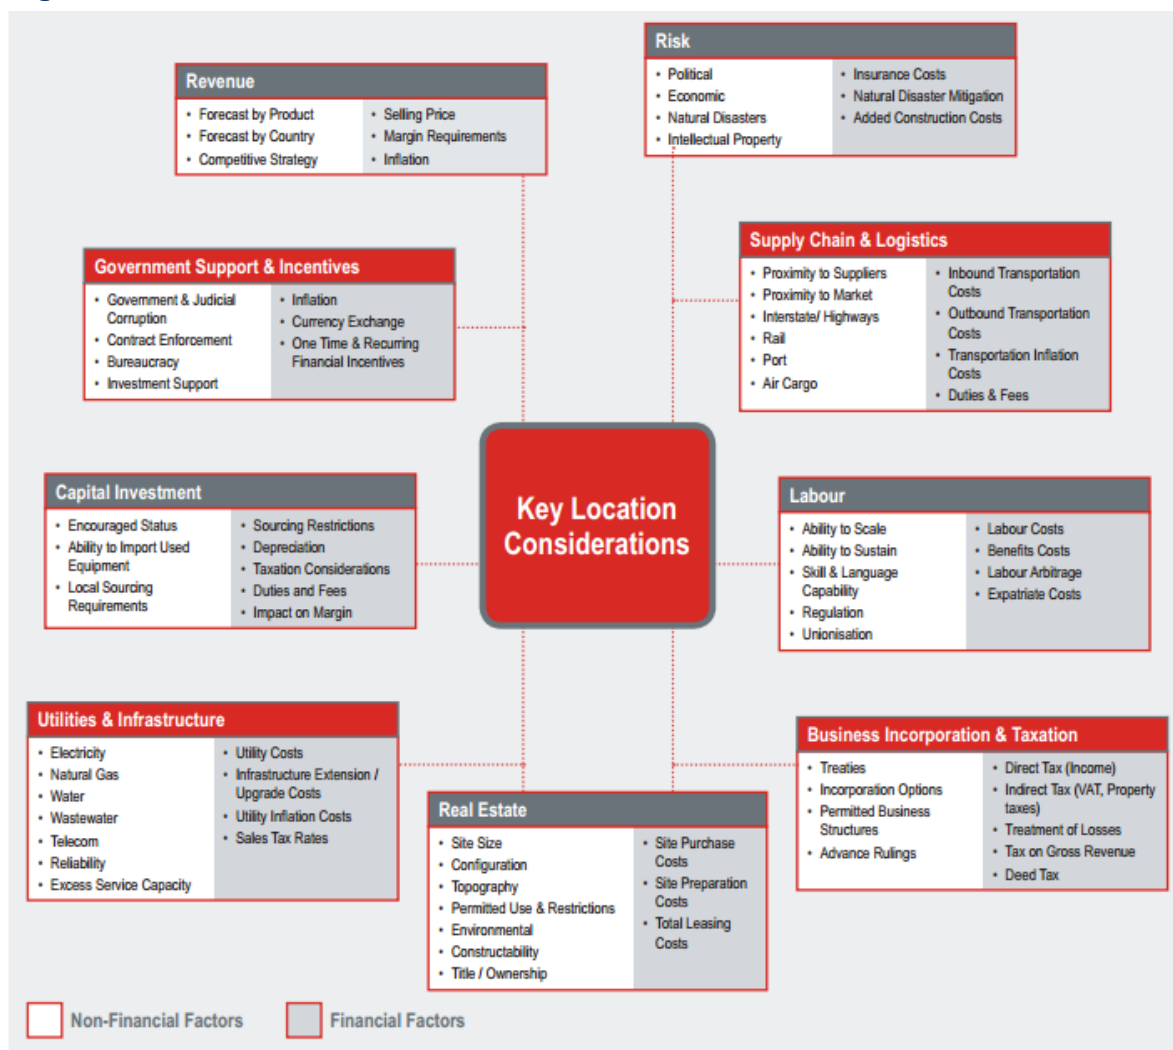 Revenue
• Forecast by Product
• Forecast by Country
• Competitive Strategy
• Selling Price
• Margin Requirements
• Inflation
Risk
• Political
• Economic
• Natural Disasters
• Intellectual Property
• Insurance Costs
• Natural Disaster Mitigation
• Added Construction Costs
Government Support & Incentives
• Government & Judicial
Corruption
• Contract Enforcement
• Bureaucracy
• Investment Support
• Inflation
• Currency Exchange
• One Time & Recurring
Financial Incentives
Supply Chain & Logistics
• Proximity to Suppliers
• Proximity to Market
• Interstate/ Highways
• Rail
• Port
• Air Cargo
• Inbound Transportation
Costs
• Outbound Transportation
Costs
• Transportation Inflation
Costs
• Duties & Fees
Key Location
Considerations
Capital Investment
• Encouraged Status
• Ability to Import Used
Equipment
• Local Sourcing
Requirements
• Sourcing Restrictions
• Depreciation
• Taxation Considerations
• Duties and Fees
• Impact on Margin
Labour
• Ability to Scale
• Ability to Sustain
• Skill & Language
Capability
• Regulation
• Unionisation
• Labour Costs
• Benefits Costs
• Labour Arbitrage
• Expatriate Costs
Utilities & Infrastructure
• Electricity
• Natural Gas
• Water
• Wastewater
• Telecom
• Reliability
• Excess Service Capacity
• Utility Costs
• Infrastructure Extension /
Upgrade Costs
• Utility Inflation Costs
• Sales Tax Rates
Real Estate
• Site Size
• Configuration
• Topography
• Permitted Use & Restrictions
• Environmental
• Constructability
• Title / Ownership
• Site Purchase
Costs
• Site Preparation
Costs
• Total Leasing
Costs
Business Incorporation & Taxation
• Treaties
• Incorporation Options
• Permitted Business
Structures
• Advance Rulings
• Direct Tax (Income)
• Indirect Tax (VAT, Property
taxes)
• Treatment of Losses
• Tax on Gross Revenue
• Deed Tax
Non-Financial Factors
Financial Factors